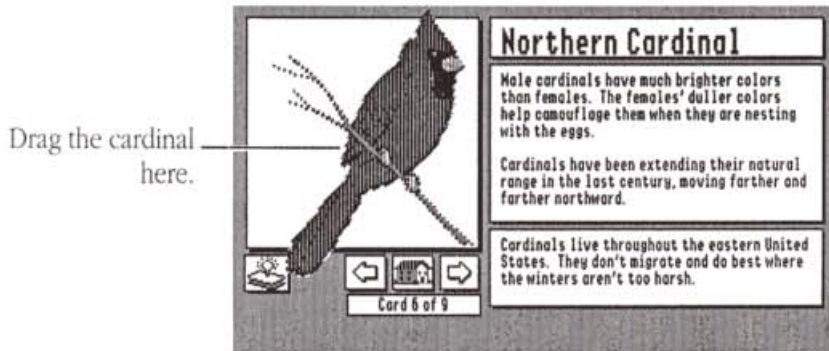 Drag the cardinal
here.
Northern Cardinal
Male cardinals have much brighter colors
than females. The females' duller colors
help camouflage them when they are nesting
with the eggs.
Cardinals have been extending their natural
range in the last century, moving farther and
farther northward.
Cardinals live throughout the eastern United
States. They don't migrate and do best where
the winters aren't too harsh.
Card 6 of 9